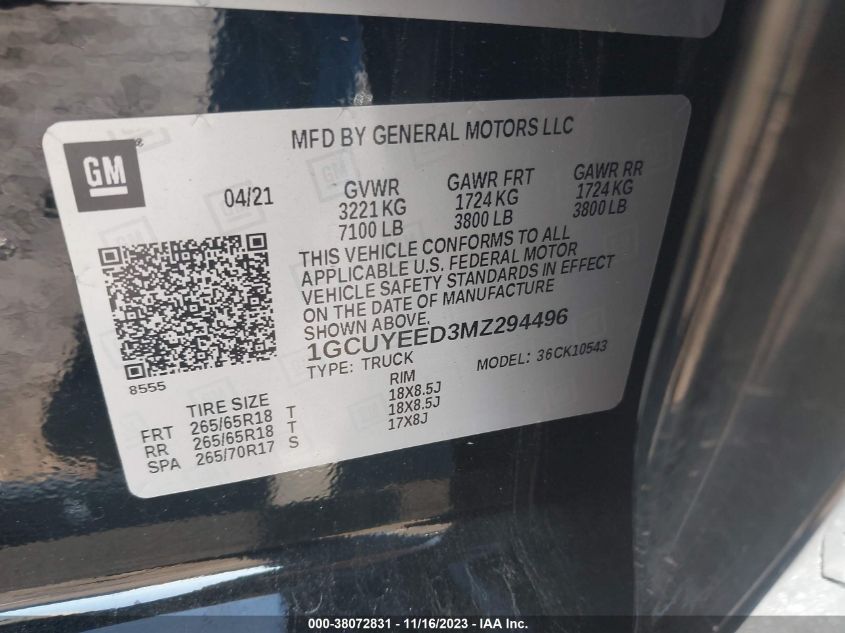 MFD BY GENERAL MOTORS LLC
GM
®
04/21
GVWR
3221 KG
7100 LB
GAWR FRT
1724 KG
3800 LB
GAWR RR
1724 KG
3800 LB
THIS VEHICLE CONFORMS TO ALL
APPLICABLE U.S. FEDERAL MOTOR
VEHICLE SAFETY STANDARDS IN EFFECT
ON THE DATE OF MANUFACTURE
SHOWN ABOVE.
1GCUYEED3MZ294496
TYPE: TRUCK
MODEL: 36CK10543
8555
TIRE SIZE
RIM
FRT 265/65R18 T 18X8.5J
RR 265/65R18 T 18X8.5J
SPA 265/70R17 S 17X8J
000-38072831 - 11/16/2023 - IAA Inc.